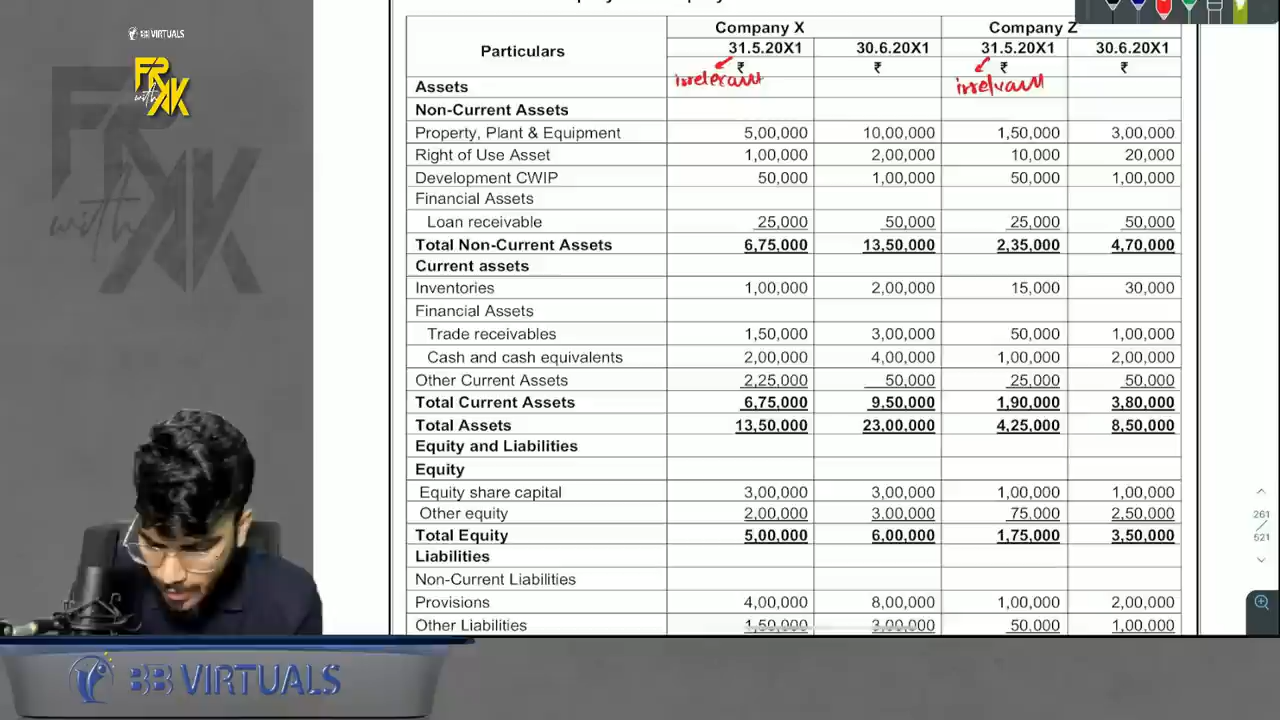 BB VIRTUALS
FR
with
AK
FR
with
AK
Company X Company Z
Particulars 31.5.20X1 30.6.20X1 31.5.20X1 30.6.20X1
₹ ₹ ₹ ₹
irrelevant irrelevant
Assets
Non-Current Assets
Property, Plant & Equipment 5,00,000 10,00,000 1,50,000 3,00,000
Right of Use Asset 1,00,000 2,00,000 10,000 20,000
Development CWIP 50,000 1,00,000 50,000 1,00,000
Financial Assets
Loan receivable 25,000 50,000 25,000 50,000
Total Non-Current Assets 6,75,000 13,50,000 2,35,000 4,70,000
Current assets
Inventories 1,00,000 2,00,000 15,000 30,000
Financial Assets
Trade receivables 1,50,000 3,00,000 50,000 1,00,000
Cash and cash equivalents 2,00,000 4,00,000 1,00,000 2,00,000
Other Current Assets 2,25,000 50,000 25,000 50,000
Total Current Assets 6,75,000 9,50,000 1,90,000 3,80,000
Total Assets 13,50,000 23,00,000 4,25,000 8,50,000
Equity and Liabilities
Equity
Equity share capital 3,00,000 3,00,000 1,00,000 1,00,000
Other equity 2,00,000 3,00,000 75,000 2,50,000
Total Equity 5,00,000 6,00,000 1,75,000 3,50,000
Liabilities
Non-Current Liabilities
Provisions 4,00,000 8,00,000 1,00,000 2,00,000
Other Liabilities 1,50,000 3,00,000 50,000 1,00,000
261
521
BB VIRTUALS